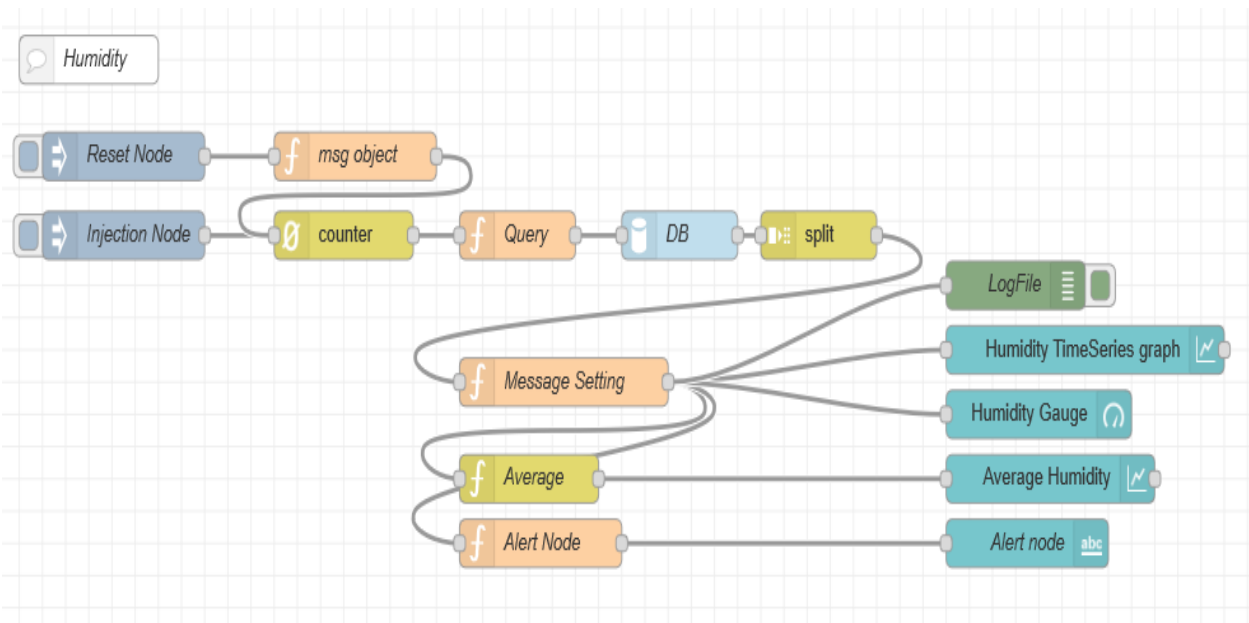 Humidity
Reset Node
msg object
Injection Node
counter
Query
DB
split
LogFile
Humidity TimeSeries graph
Message Setting
Humidity Gauge
Average
Average Humidity
Alert Node
Alert node
abc